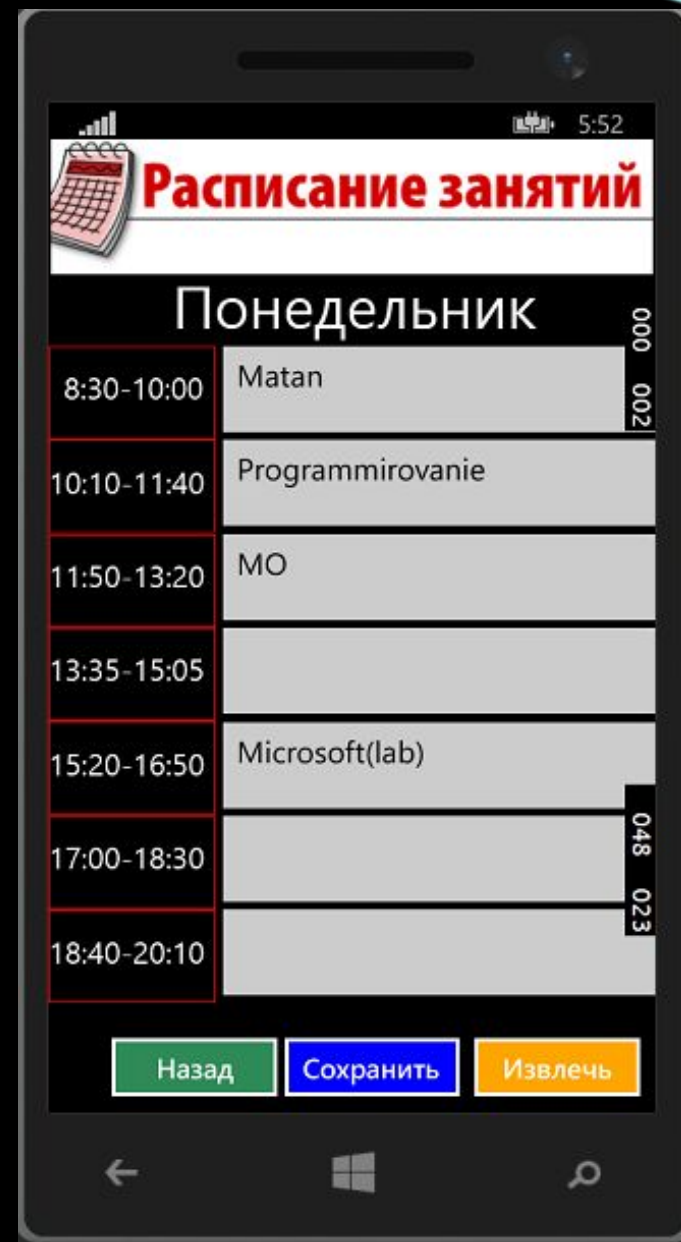 5:52
Расписание занятий
Понедельник
000 002
8:30-10:00 Matan
10:10-11:40 Programmirovanie
11:50-13:20 MO
13:35-15:05
15:20-16:50 Microsoft(lab)
048 023
17:00-18:30
18:40-20:10
Назад Сохранить Извлечь